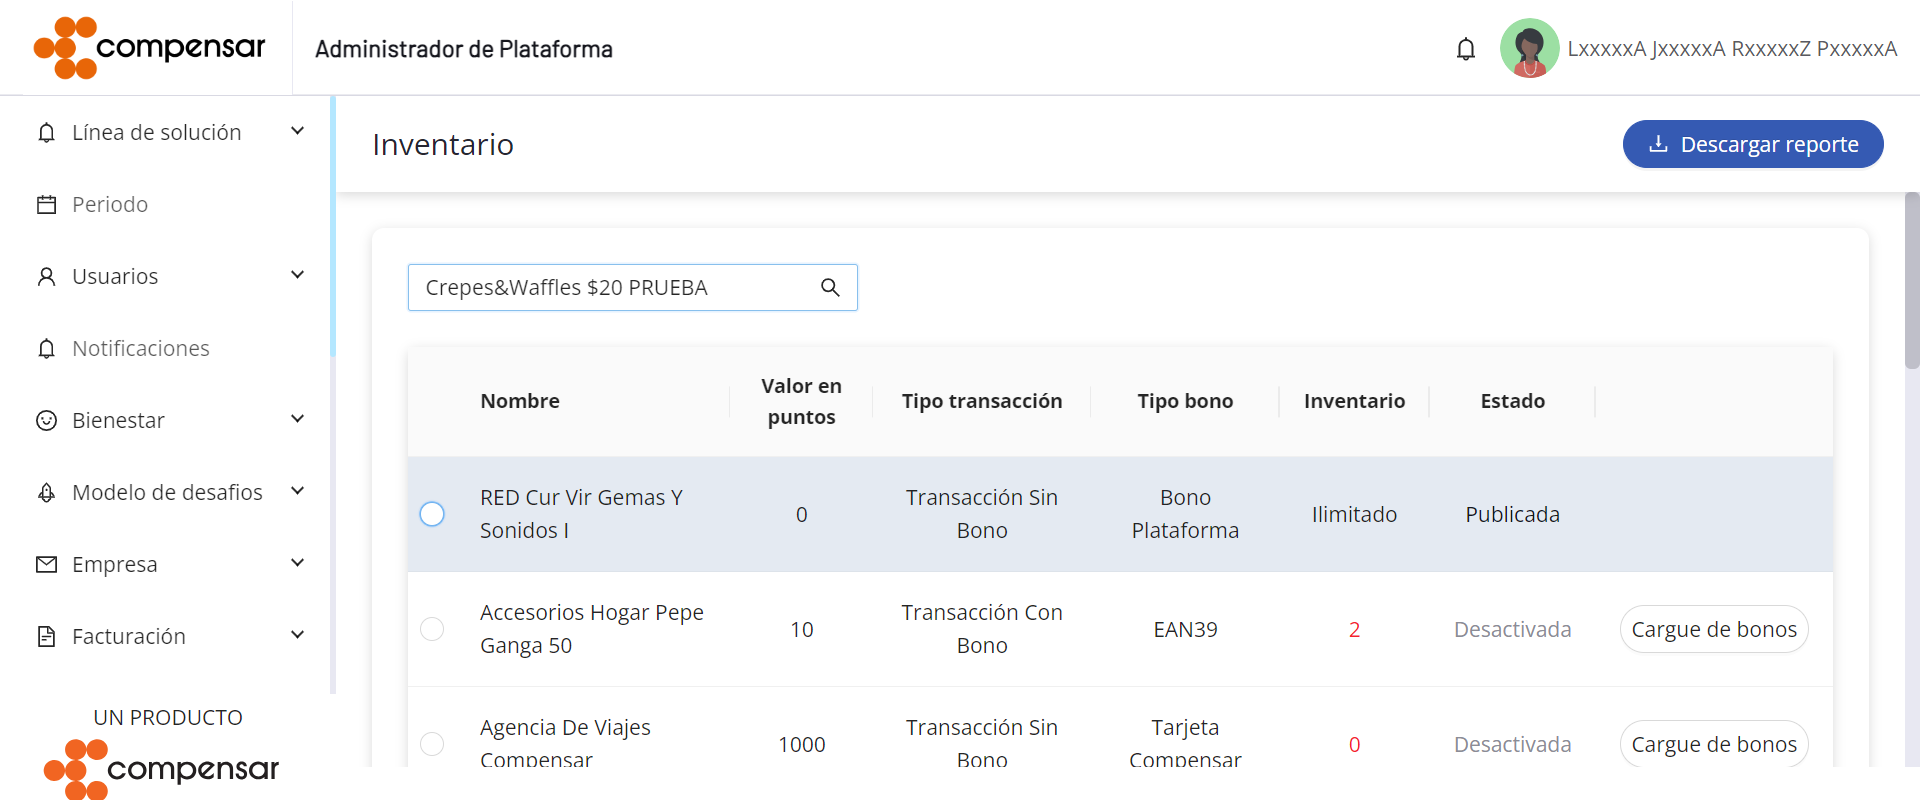 compensar
Administrador de Plataforma
LxxxxxA JxxxxxA RxxxxxZ PxxxxxA
Línea de solución
Periodo
Usuarios
Notificaciones
Bienestar
Modelo de desafios
Empresa
Facturación
UN PRODUCTO
compensar
Inventario
Descargar reporte
Crepes&Waffles $20 PRUEBA
Nombre
Valor en
puntos
Tipo transacción
Tipo bono
Inventario
Estado
RED Cur Vir Gemas Y
Sonidos I
0
Transacción Sin
Bono
Bono
Plataforma
Ilimitado
Publicada
Accesorios Hogar Pepe
Ganga 50
10
Transacción Con
Bono
EAN39
2
Desactivada
Cargue de bonos
Agencia De Viajes
Compensar
1000
Transacción Sin
Bono
Tarjeta
Compensar
0
Desactivada
Cargue de bonos